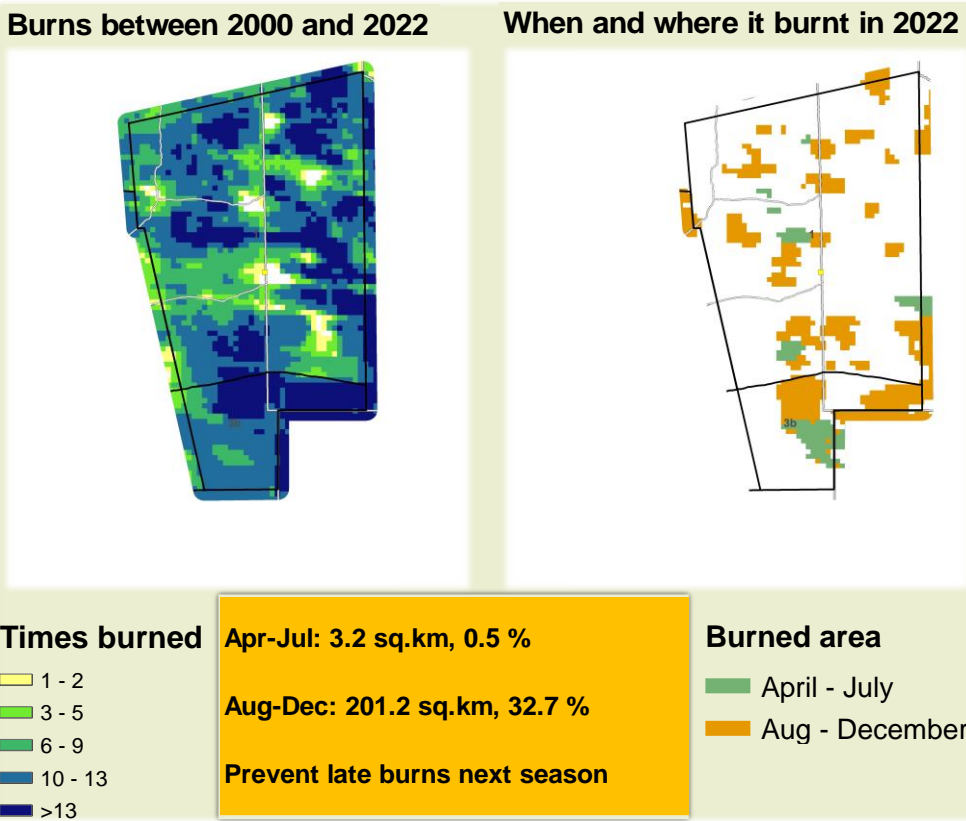 Burns between 2000 and 2022
When and where it burnt in 2022
1
3b
Times burned
1 - 2
3 - 5
6 - 9
10 - 13
>13
Apr-Jul: 3.2 sq.km, 0.5 %
Aug-Dec: 201.2 sq.km, 32.7 %
Prevent late burns next season
Burned area
April - July
Aug - December